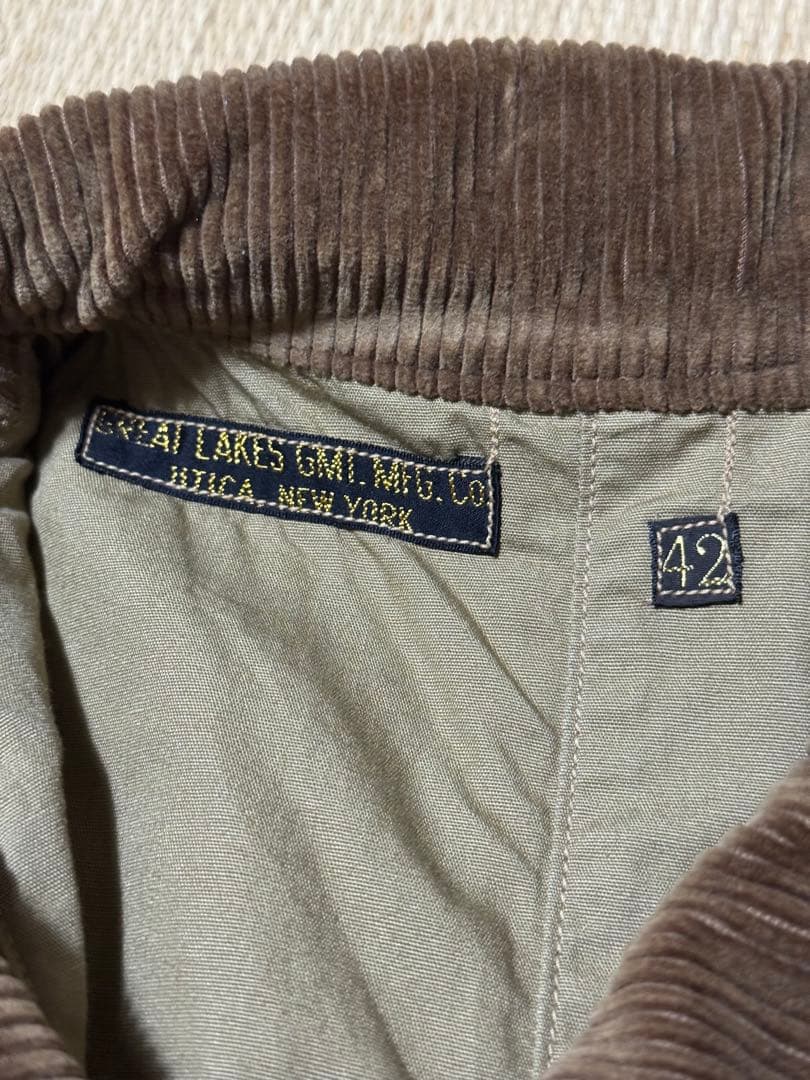 GREAT LAKES GMT. MFG. CO.
UTICA, NEW YORK
42